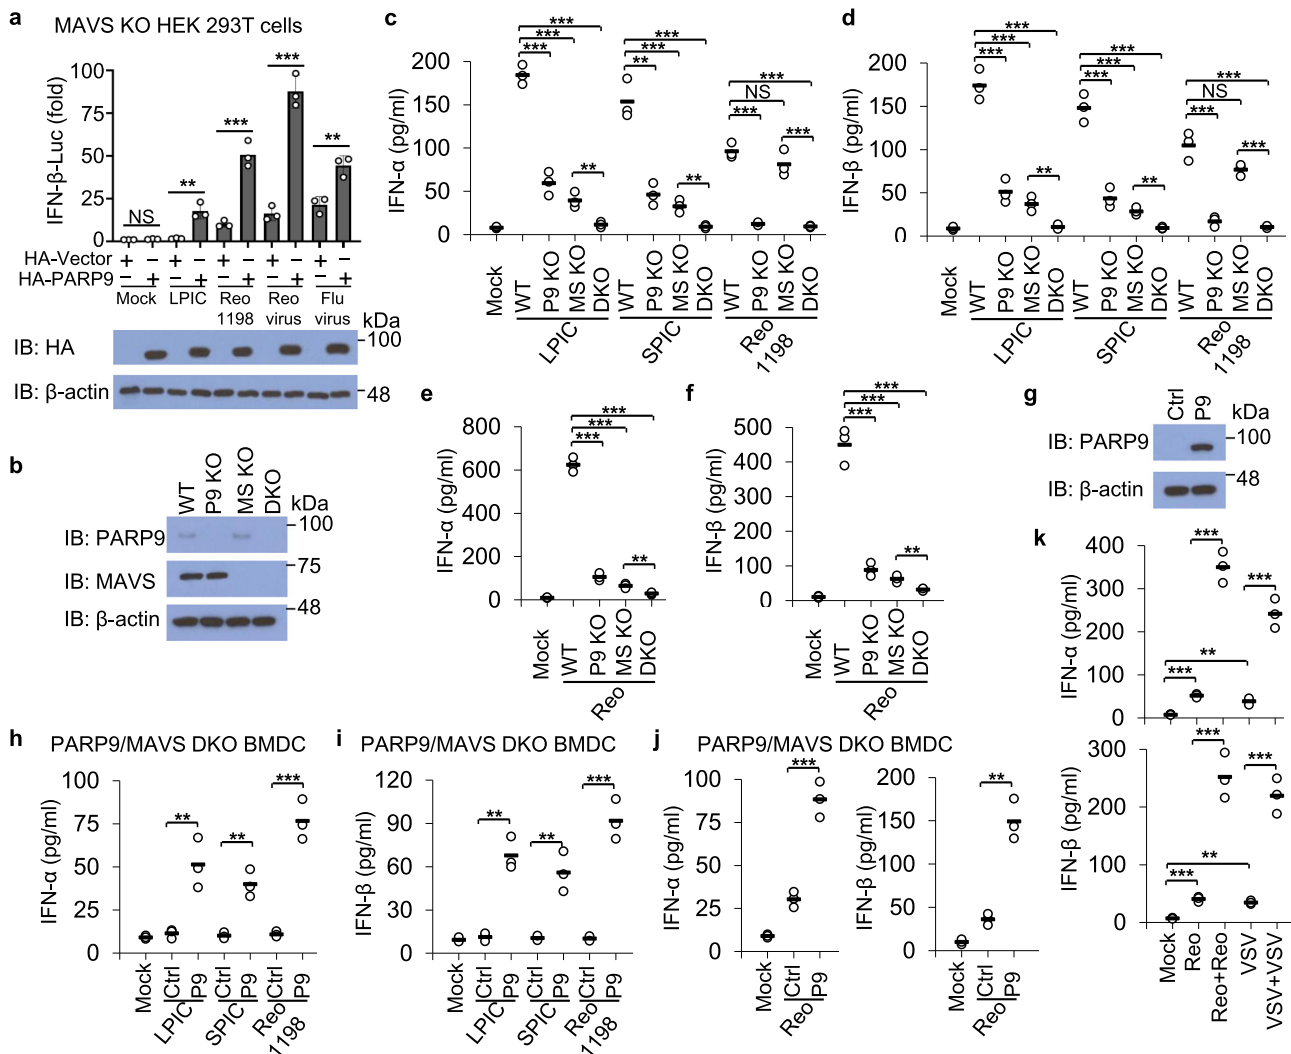 a
MAVS KO HEK 293T cells
IFN-β-Luc (fold)
100
75
50
25
0
NS
**
***
***
**
HA-Vector + − + − + − + − + −
HA-PARP9 − + − + − + − + − +
Mock LPIC Reo 1198 Reo virus Flu virus
kDa
IB: HA
100
IB: β-actin
48
b
WT P9 KO MS KO DKO
kDa
IB: PARP9
100
IB: MAVS
75
IB: β-actin
48
c
IFN-α (pg/ml)
200
150
100
50
0
***
***
***
**
***
***
**
**
***
NS
***
***
Mock WT P9 KO MS KO DKO WT P9 KO MS KO DKO WT P9 KO MS KO DKO
LPIC SPIC Reo 1198
d
IFN-β (pg/ml)
200
150
100
50
0
***
***
***
**
***
***
***
**
***
NS
***
***
Mock WT P9 KO MS KO DKO WT P9 KO MS KO DKO WT P9 KO MS KO DKO
LPIC SPIC Reo 1198
e
IFN-α (pg/ml)
800
600
400
200
0
***
***
***
**
Mock WT P9 KO MS KO DKO
Reo
f
IFN-β (pg/ml)
500
400
300
200
100
0
***
***
***
**
Mock WT P9 KO MS KO DKO
Reo
g
Ctrl P9
kDa
IB: PARP9
100
IB: β-actin
48
h
PARP9/MAVS DKO BMDC
IFN-α (pg/ml)
100
75
50
25
0
**
**
***
Mock Ctrl P9 Ctrl P9 Ctrl P9
LPIC SPIC Reo 1198
i
PARP9/MAVS DKO BMDC
IFN-β (pg/ml)
120
90
60
30
0
**
**
***
Mock Ctrl P9 Ctrl P9 Ctrl P9
LPIC SPIC Reo 1198
j
PARP9/MAVS DKO BMDC
IFN-α (pg/ml)
100
75
50
25
0
***
Mock Ctrl P9
Reo
IFN-β (pg/ml)
200
150
100
50
0
**
Mock Ctrl P9
Reo
k
IFN-α (pg/ml)
400
300
200
100
0
***
***
**
***
IFN-β (pg/ml)
300
200
100
0
***
***
**
***
Mock Reo Reo+Reo VSV VSV+VSV